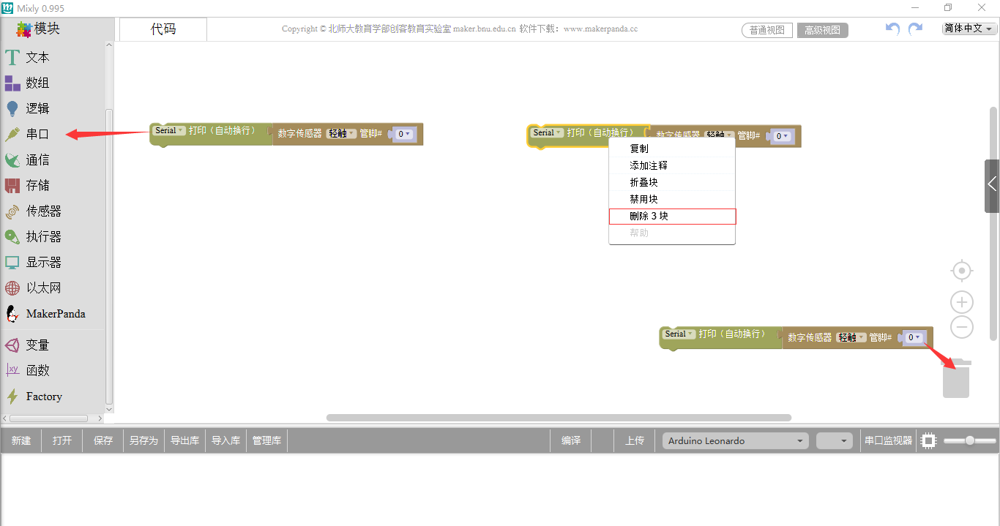 Mixly 0.995
模块
代码
Copyright © 北师大教育学部创客教育实验室 maker.bnu.edu.cn 软件下载：www.makerpanda.cc
普通视图
高级视图
简体中文
文本
数组
逻辑
串口
通信
存储
传感器
执行器
显示器
以太网
MakerPanda
变量
函数
Factory
Serial 打印（自动换行） 数字传感器 轻触 管脚# 0
Serial 打印（自动换行） 数字传感器 轻触 管脚# 0
复制
添加注释
折叠块
禁用块
删除 3 块
帮助
Serial 打印（自动换行） 数字传感器 轻触 管脚# 0
新建 打开 保存 另存为 导出库 导入库 管理库 编译 上传 Arduino Leonardo 串口监视器